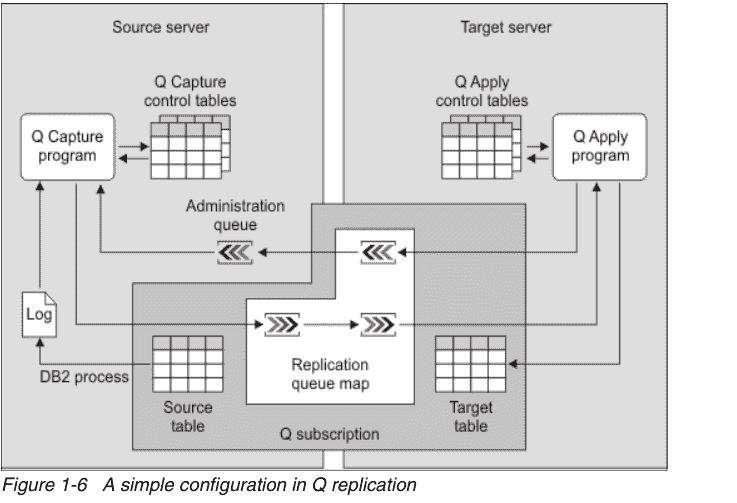 Source server
Target server
Q Capture
control tables
Q Apply
control tables
Q Capture
program
Q Apply
program
Administration
queue
Log
DB2 process
Replication
queue map
Source
table
Target
table
Q subscription
Figure 1-6 A simple configuration in Q replication